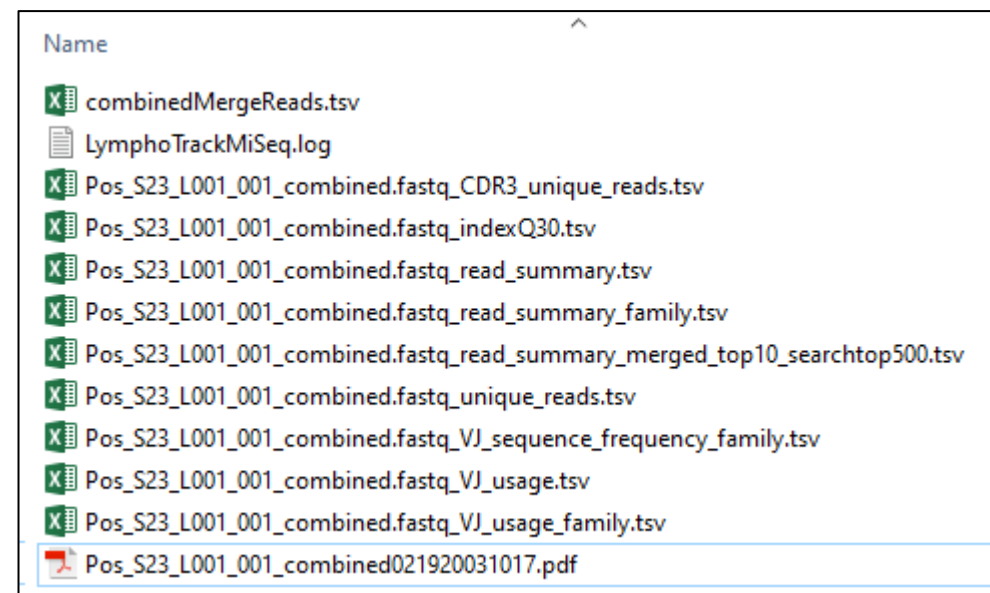 Name
combinedMergeReads.tsv
LymphoTrackMiSeq.log
Pos_S23_L001_001_combined.fastq_CDR3_unique_reads.tsv
Pos_S23_L001_001_combined.fastq_indexQ30.tsv
Pos_S23_L001_001_combined.fastq_read_summary.tsv
Pos_S23_L001_001_combined.fastq_read_summary_family.tsv
Pos_S23_L001_001_combined.fastq_read_summary_merged_top10_searchtop500.tsv
Pos_S23_L001_001_combined.fastq_unique_reads.tsv
Pos_S23_L001_001_combined.fastq_VJ_sequence_frequency_family.tsv
Pos_S23_L001_001_combined.fastq_VJ_usage.tsv
Pos_S23_L001_001_combined.fastq_VJ_usage_family.tsv
Pos_S23_L001_001_combined021920031017.pdf